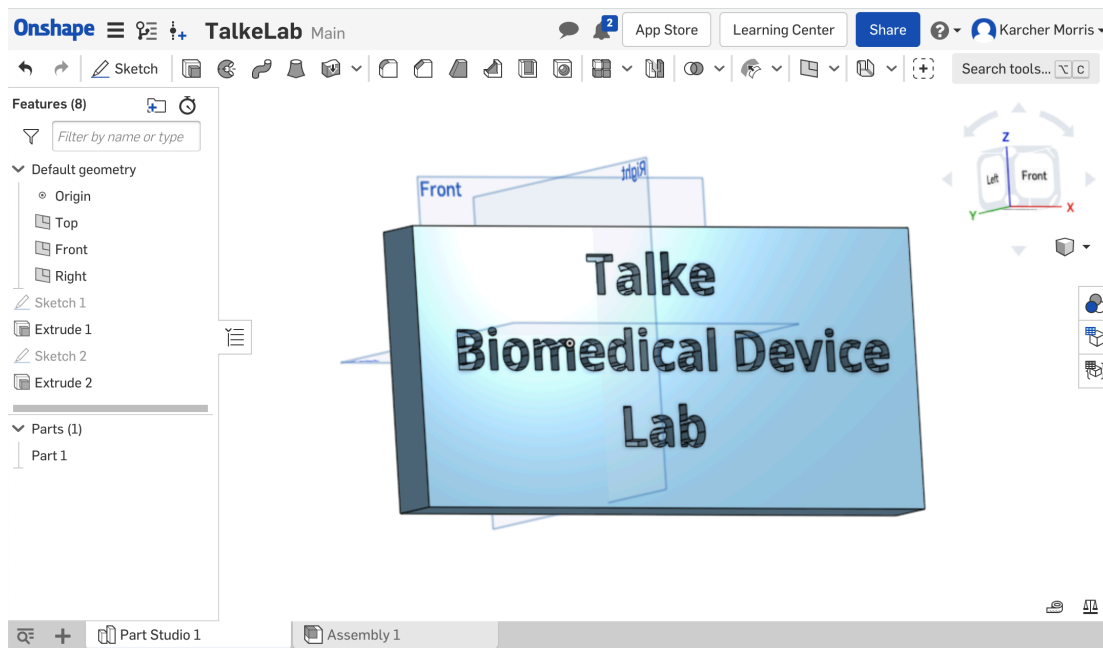 Onshape TalkeLab Main 2 App Store Learning Center Share Karcher Morris
Sketch Search tools... ⌥ C
Features (8)
Filter by name or type
Default geometry
Origin
Top
Front
Right
Sketch 1
Extrude 1
Sketch 2
Extrude 2
Parts (1)
Part 1
Front
Right
Talke
Biomedical Device
Lab
Z
Left Front
Y X
Part Studio 1 Assembly 1